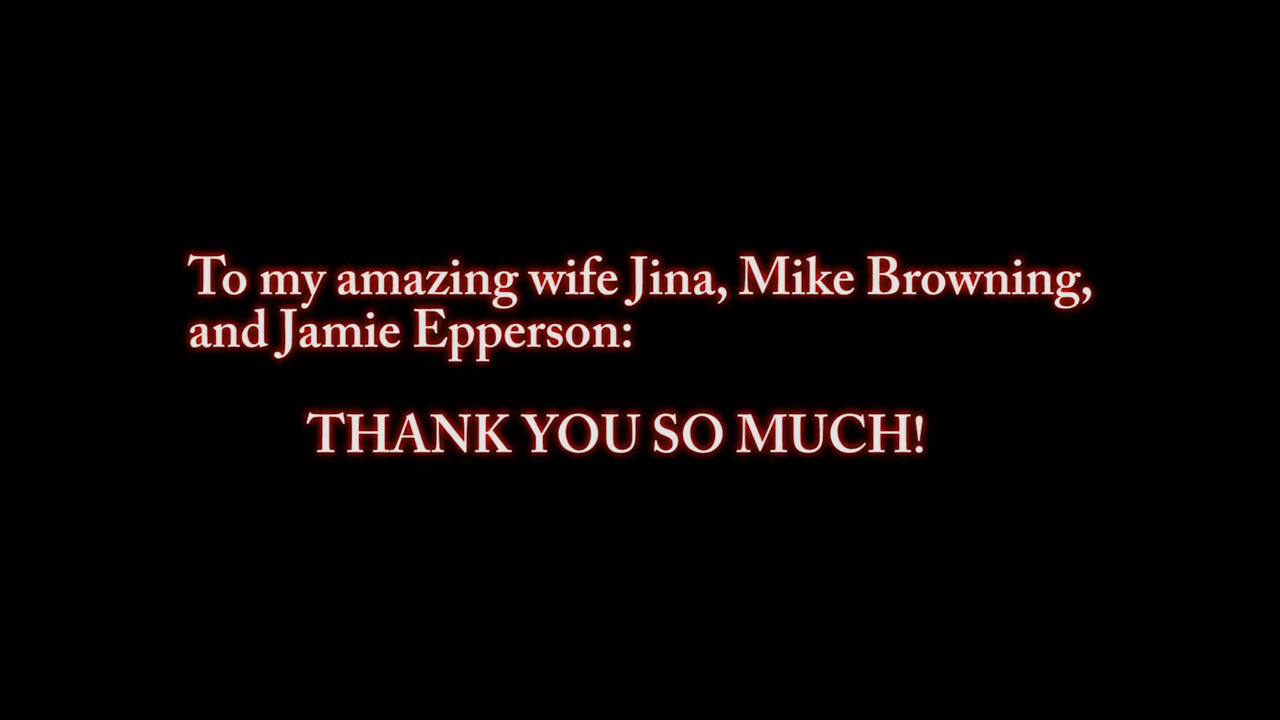 To my amazing wife Jina, Mike Browning,
and Jamie Epperson:
THANK YOU SO MUCH!